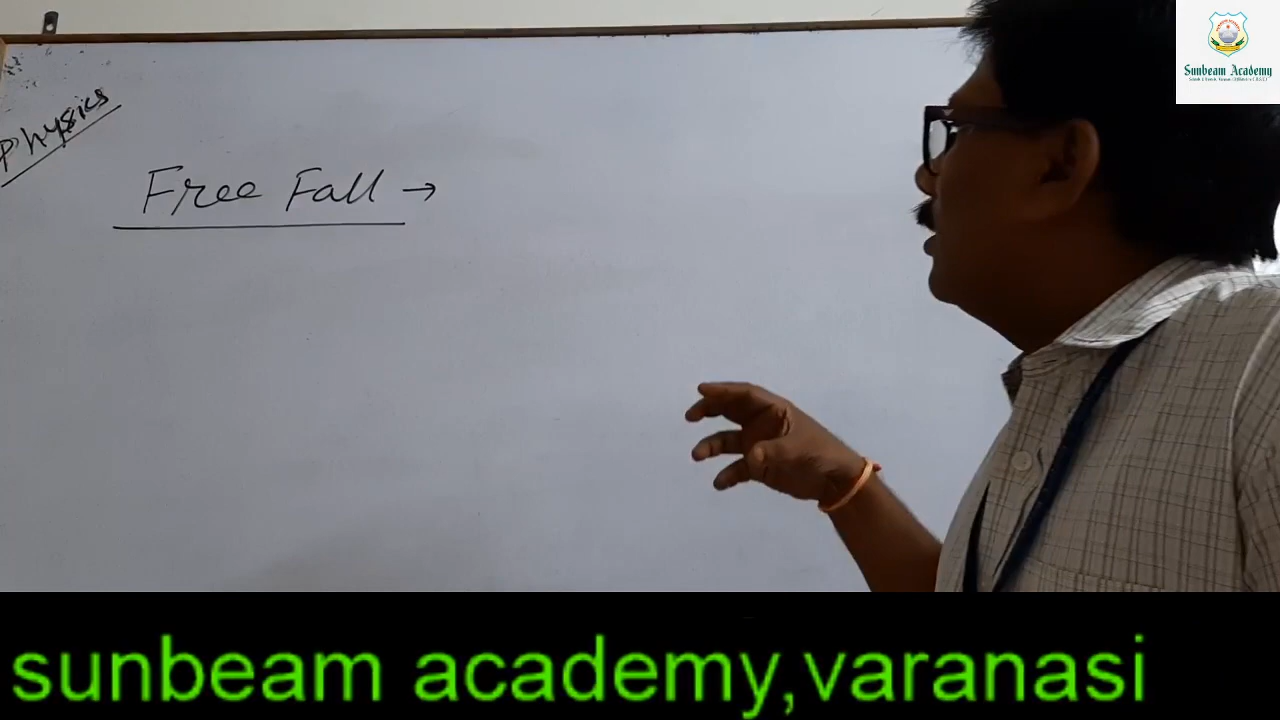 Physics
Free Fall →
Sunbeam Academy
sunbeam academy,varanasi